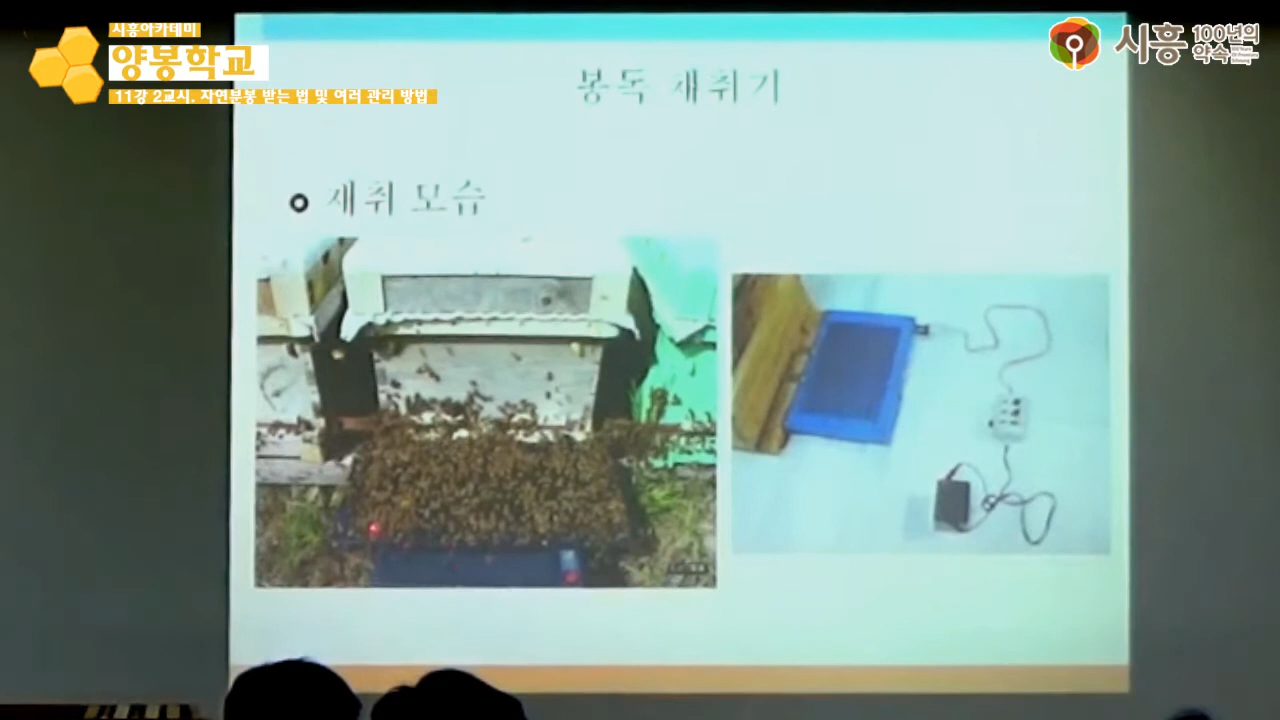 시흥아카데미
양봉학교
11강 2교시. 자연분봉 받는 법 및 여러 관리 방법
시흥 100년의 약속
봉독 채취기
채취 모습